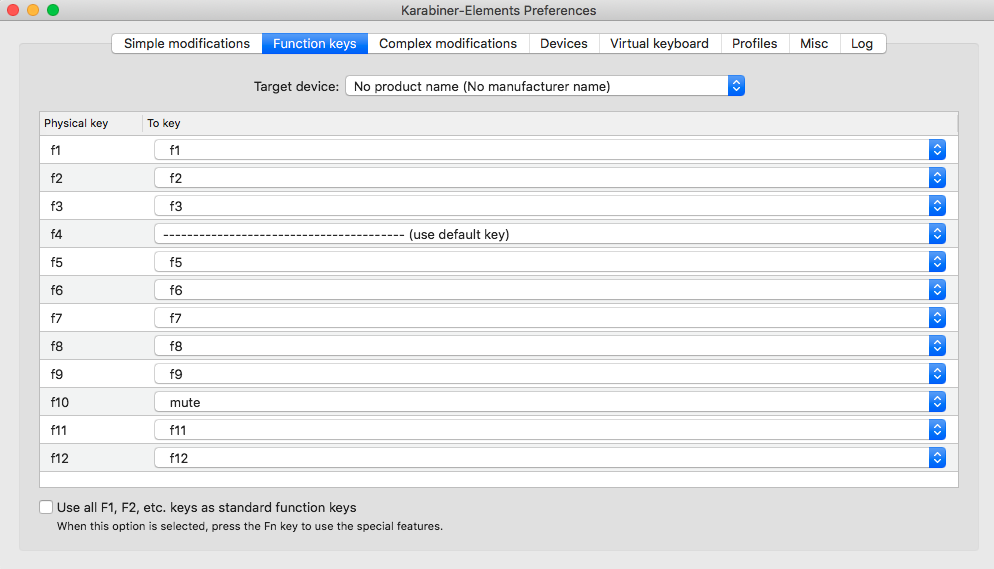 Karabiner-Elements Preferences
Simple modifications Function keys Complex modifications Devices Virtual keyboard Profiles Misc Log
Target device: No product name (No manufacturer name)
Physical key To key
f1 f1
f2 f2
f3 f3
f4 ---------------------------------------- (use default key)
f5 f5
f6 f6
f7 f7
f8 f8
f9 f9
f10 mute
f11 f11
f12 f12
Use all F1, F2, etc. keys as standard function keys
When this option is selected, press the Fn key to use the special features.